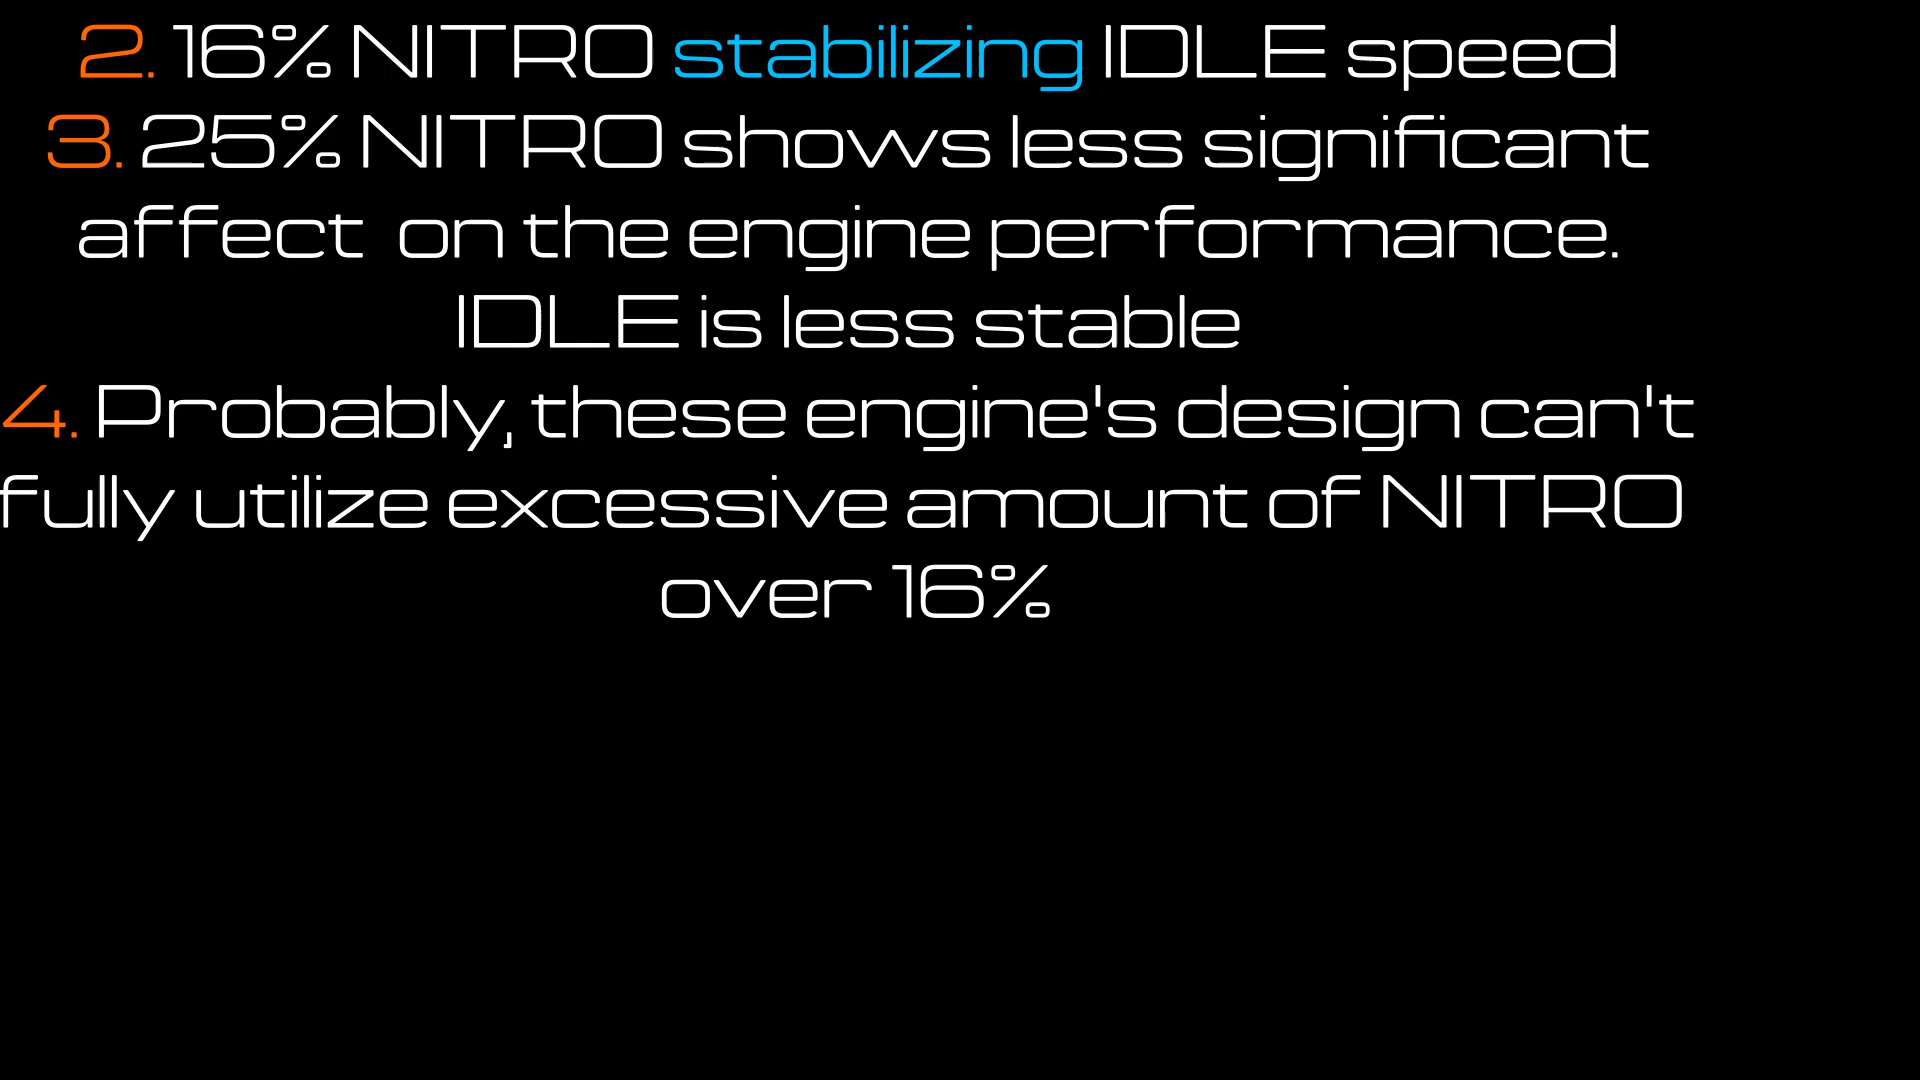 2. 16% NITRO stabilizing IDLE speed
3. 25% NITRO shows less significant
affect on the engine performance.
IDLE is less stable
4. Probably, these engine's design can't
fully utilize excessive amount of NITRO
over 16%